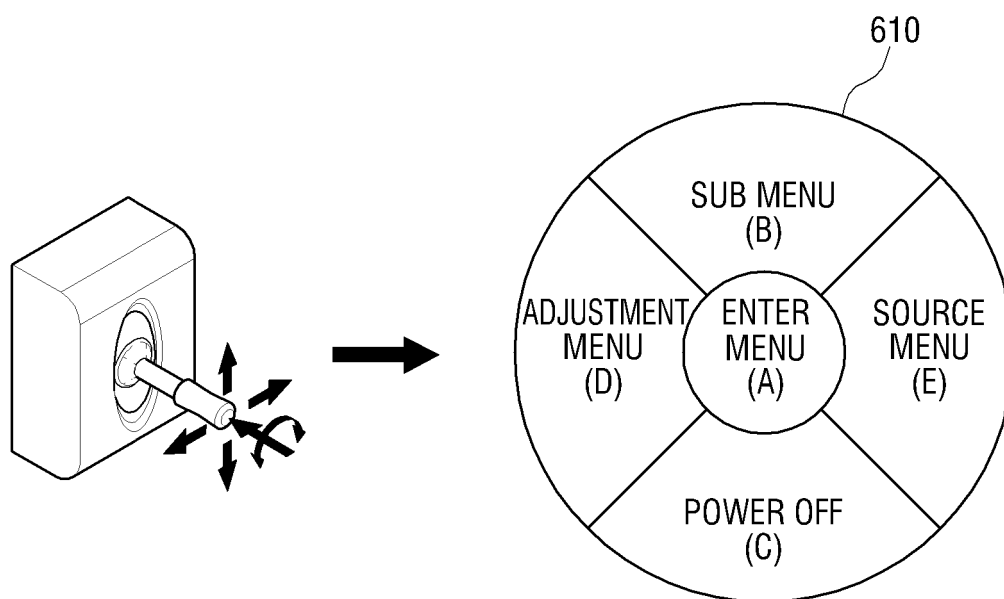 610
SUB MENU
(B)
ADJUSTMENT
MENU
(D)
ENTER
MENU
(A)
SOURCE
MENU
(E)
POWER OFF
(C)